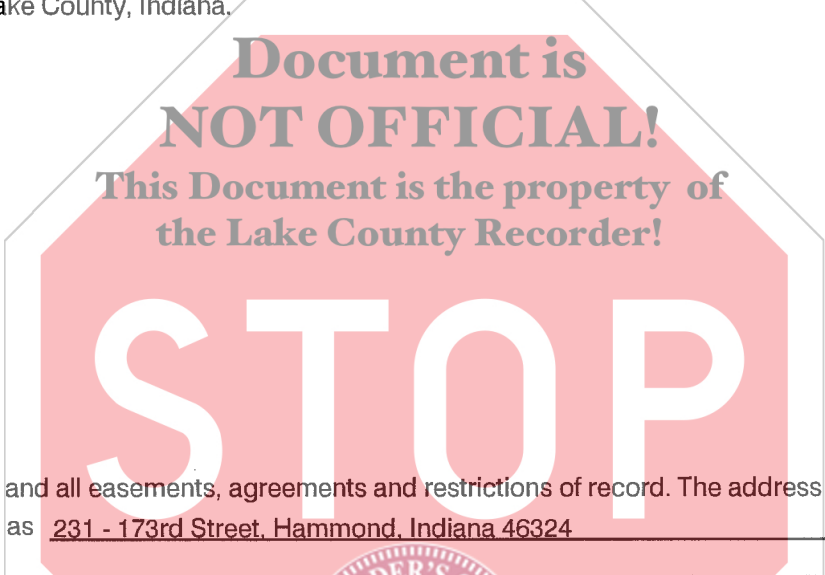 ake County, Indiana.
Document is
NOT OFFICIAL!
This Document is the property of
the Lake County Recorder!
STOP
and all easements, agreements and restrictions of record. The address
as 231 - 173rd Street, Hammond, Indiana 46324
DER'S